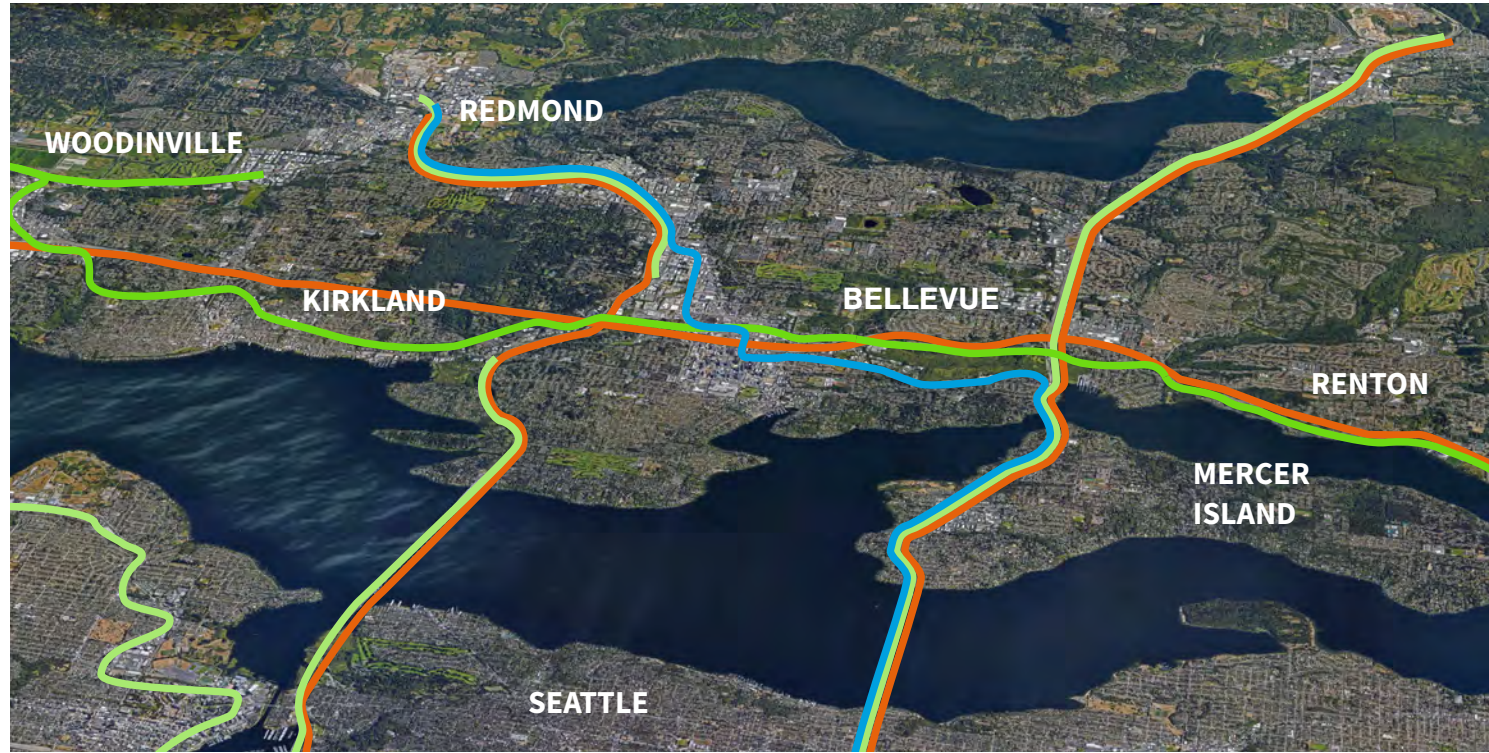 REDMOND
WOODINVILLE
KIRKLAND
BELLEVUE
RENTON
MERCER
ISLAND
SEATTLE